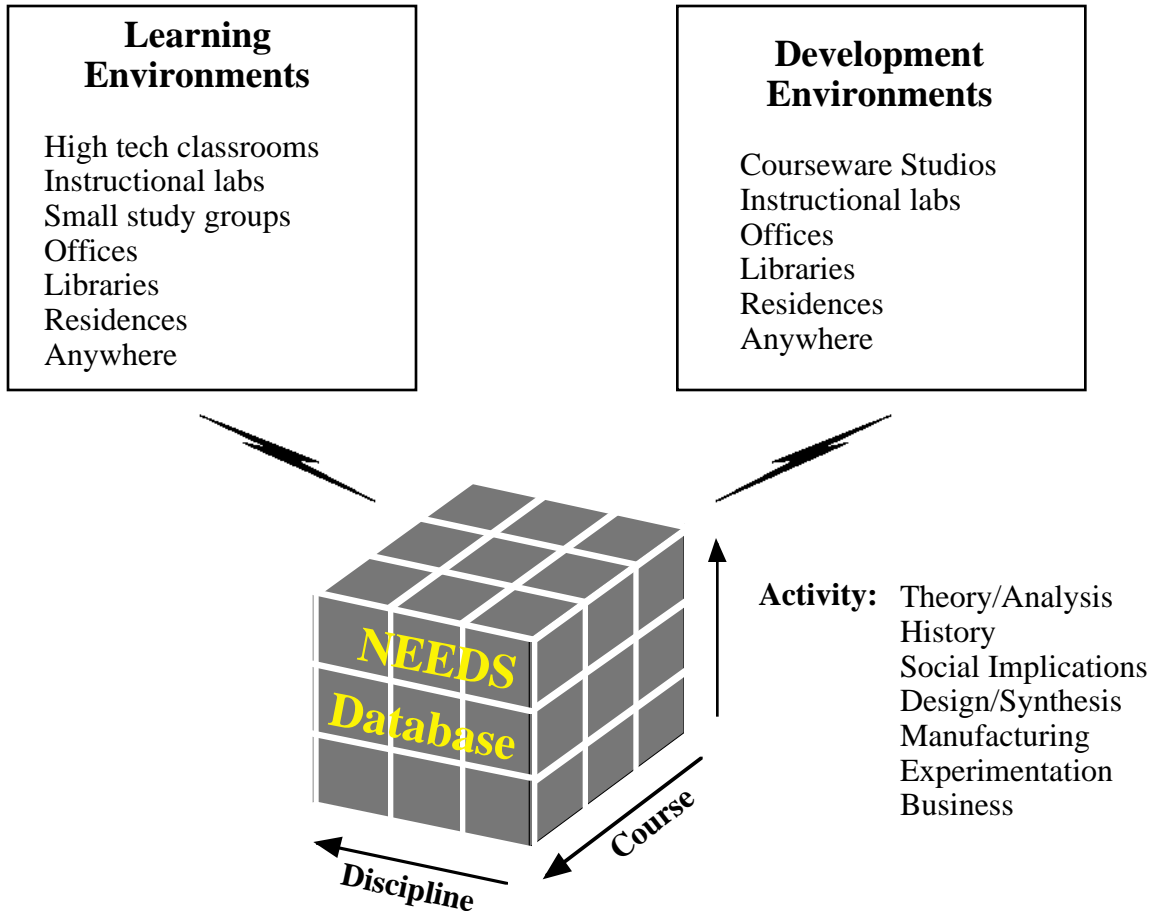 Learning
Environments
High tech classrooms
Instructional labs
Small study groups
Offices
Libraries
Residences
Anywhere
Development
Environments
Courseware Studios
Instructional labs
Offices
Libraries
Residences
Anywhere
NEEDS
Database
Activity: Theory/Analysis
History
Social Implications
Design/Synthesis
Manufacturing
Experimentation
Business
Course
Discipline